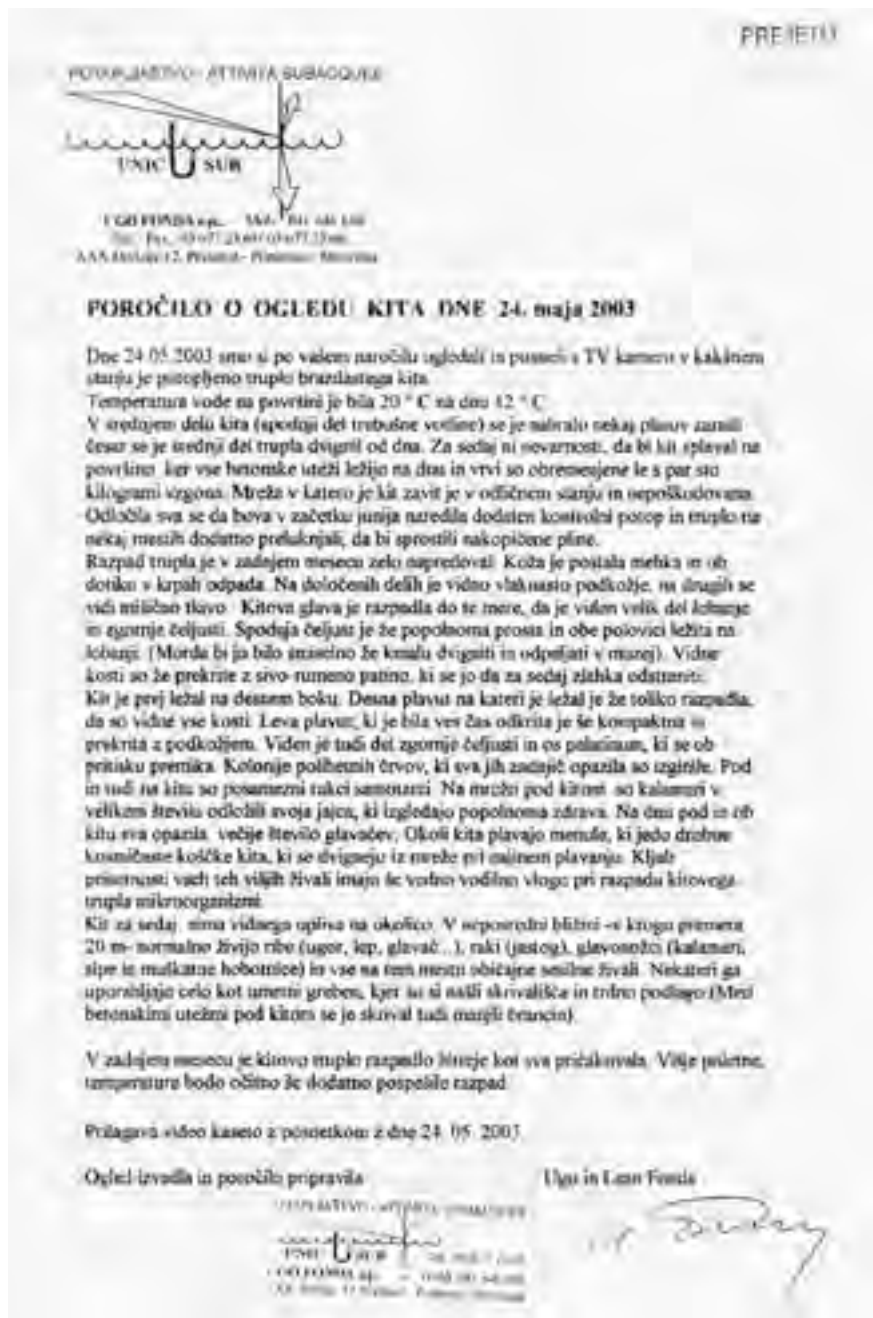 PREJETO
POTAPLJAŠTVO - ATTIVITÀ SUBACQUEE
UNIC SUB
UGO FONDA s.p.,
POROČILO O OGLEDU KITA DNE 24. maja 2003
Dne 24.05.2003 smo si po vašem naročilu ogledali in posneli s TV kamero v kakšnem
stanju je potopljeno truplo brazdastega kita.
Temperatura vode na površini je bila 20 ° C na dnu 12 ° C
V srednjem delu kita (spodnji del trebušne votline) se je nabralo nekaj plinov zaradi
česar se je srednji del trupla dvignil od dna. Za sedaj ni nevarnosti, da bi kit splaval na
površino ker vse betonske uteži ležijo na dnu in vrvi so obremenjene le s par sto
kilogrami vzgona. Mreža v katero je kit zavit je v odličnem stanju in nepoškodovana.
Odločila sva se da bova v začetku junija naredila dodaten kontrolni potop in truplo na
nekaj mestih dodatno preluknjali, da bi sprostili nakopičene pline.
Razpad trupla je v zadnjem mesecu zelo napredoval. Koža je postala mehka in ob
dotiku v krpah odpada. Na določenih delih je vidno vlaknasto podkožje, na drugih se
vidi mišično tkivo. Kitova glava je razpadla do te mere, da je viden velik del lobanje
in zgornje čeljusti. Spodnja čeljust je že popolnoma prosta in obe polovici ležita na
lobanji. (Morda bi jo bilo smiselno že kmalu dvigniti in odpeljati v muzej). Vidne
kosti so že prekrite z sivo-rumeno patino, ki se jo da za sedaj zlahka odstraniti.
Kit je prej ležal na desnem boku. Desna plavut na kateri je ležal je že toliko razpadla,
da so vidne vse kosti. Leva plavut, ki je bila ves čas odkrita je še kompaktna in
prekrita z podkožjem. Viden je tudi del zgornje čeljusti in os palatinum, ki se ob
pritisku premika. Kolonije polihetnih črvov, ki sva jih zadnjič opazila so izginile. Pod
in tudi na kitu so posamezni rakci samotarci. Na mrežo pod kitom so kalamari v
velikem številu odložili svoja jajca, ki izgledajo popolnoma zdrava. Na dnu pod in ob
kitu sva opazila večje število glavačev. Okoli kita plavajo menule, ki jedo drobne
kosmičaste koščke kita, ki se dvignejo iz mreže pri najinem plavanju. Kljub
prisotnosti vseh teh višjih živali imajo še vedno vodilno vlogo pri razpadu kitovega
trupla mikroorganizmi.
Kit za sedaj nima vidnega vpliva na okolico. V neposredni bližini -v krogu premera
20 m- normalno živijo ribe (ugor, lep, glavač...), raki (jastog), glavonožci (kalamari,
sipe in muškatne hobotnice) in vse na tem mestu običajne sesilne živali. Nekateri ga
uporabljajo celo kot umetni greben, kjer so si našli skrivališča in trdno podlago (Med
betonskimi utežmi pod kitom se je skrival tudi manjši brancin).
V zadnjem mesecu je kitovo truplo razpadlo hitreje kot sva pričakovala. Višje poletne,
temperature bodo očitno še dodatno pospešile razpad.
Prilagava video kaseto z posnetkom z dne 24. 05. 2003.
Ogled izvedla in poročilo pripravila
Ugo in Leon Fonda
UNIC SUB
UGO FONDA s.p.